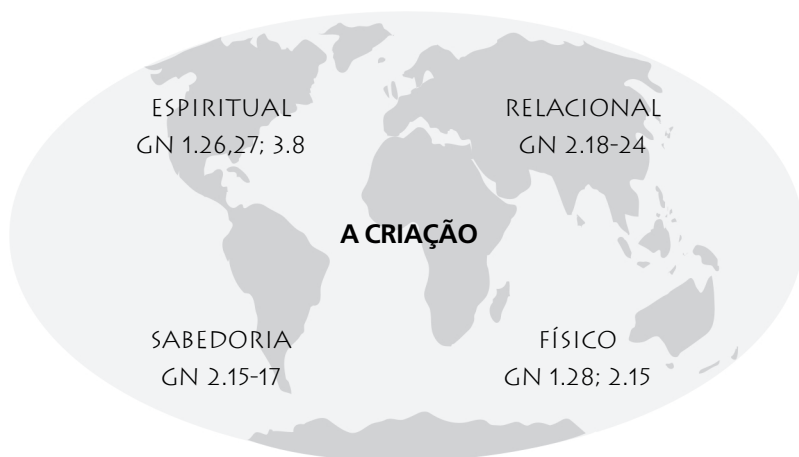 ESPIRITUAL
GN 1.26,27; 3.8
RELACIONAL
GN 2.18-24
A CRIAÇÃO
SABEDORIA
GN 2.15-17
FÍSICO
GN 1.28; 2.15